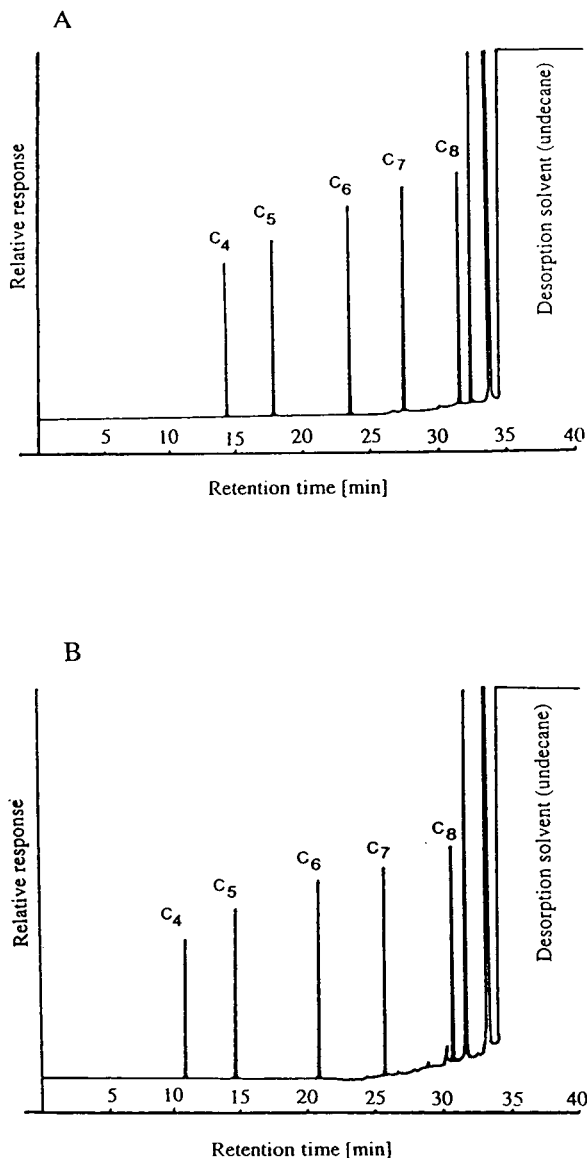 A
Relative response
C4
C5
C6
C7
C8
Desorption solvent (undecane)
5 10 15 20 25 30 35 40
Retention time [min]
B
Relative response
C4
C5
C6
C7
C8
Desorption solvent (undecane)
10 15 20 25 30 35 40
Retention time [min]